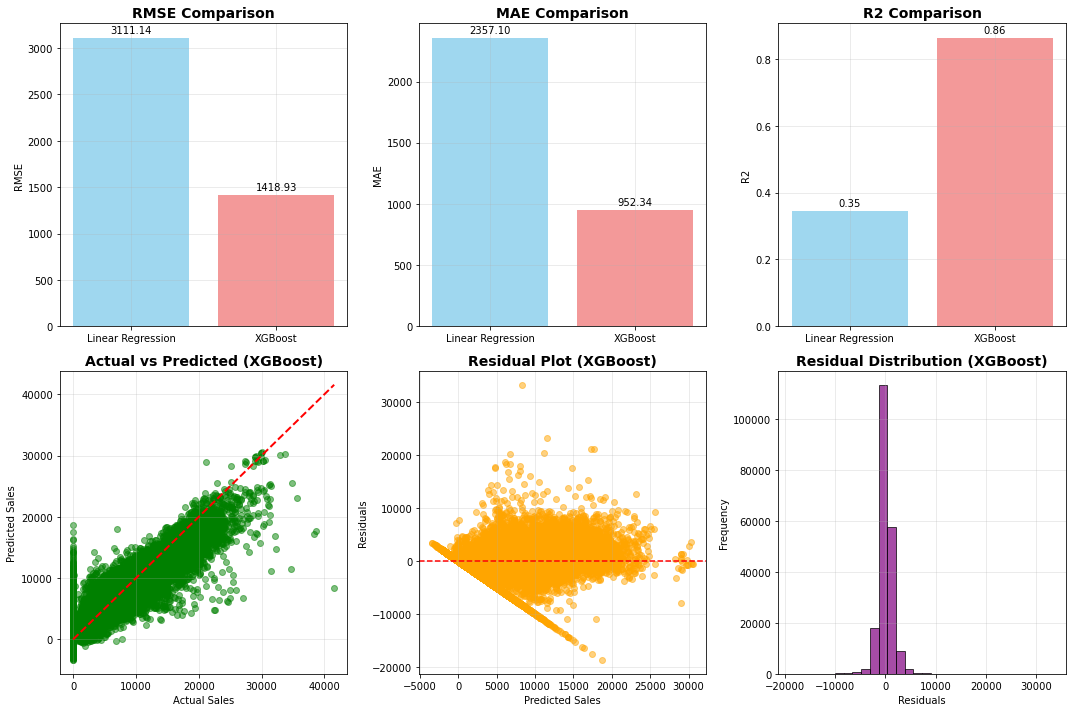 RMSE Comparison
3111.14
1418.93
3000
2500
2000
1500
1000
500
0
RMSE
Linear Regression
XGBoost
MAE Comparison
2357.10
952.34
2000
1500
1000
500
0
MAE
Linear Regression
XGBoost
R2 Comparison
0.86
0.35
0.8
0.6
0.4
0.2
0.0
R2
Linear Regression
XGBoost
Actual vs Predicted (XGBoost)
40000
30000
20000
10000
0
Predicted Sales
0 10000 20000 30000 40000
Actual Sales
Residual Plot (XGBoost)
30000
20000
10000
0
−10000
−20000
Residuals
−5000 0 5000 10000 15000 20000 25000 30000
Predicted Sales
Residual Distribution (XGBoost)
100000
80000
60000
40000
20000
0
Frequency
−20000 −10000 0 10000 20000 30000
Residuals